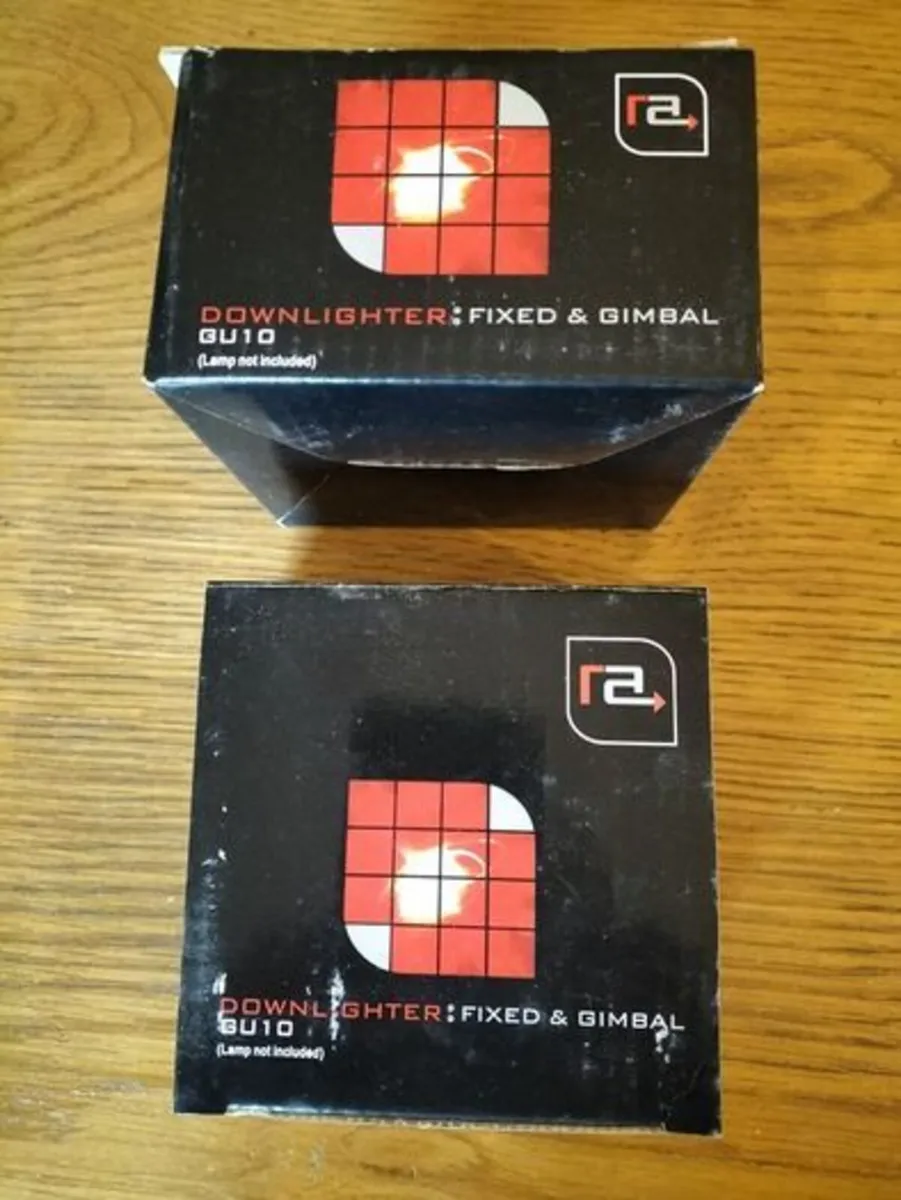 ra
DOWNLIGHTER: FIXED & GIMBAL
GU10
(Lamp not included)
ra
DOWNLIGHTER: FIXED & GIMBAL
GU10
(Lamp not included)